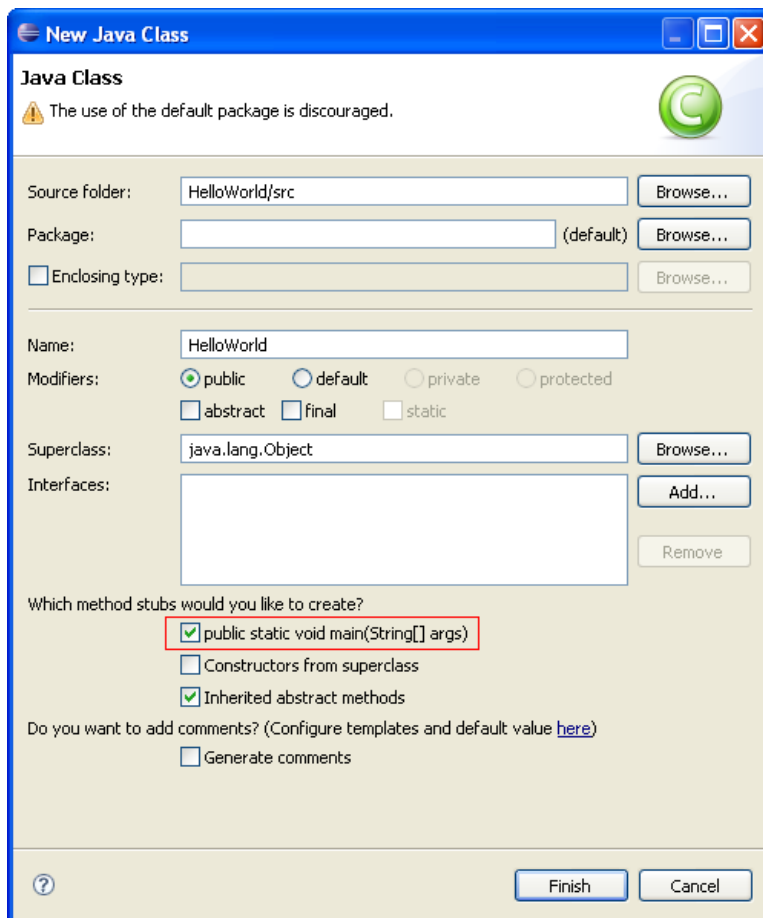 New Java Class
Java Class
The use of the default package is discouraged.
C
Source folder: HelloWorld/src Browse...
Package: (default) Browse...
Enclosing type: Browse...
Name: HelloWorld
Modifiers: public default private protected
abstract final static
Superclass: java.lang.Object Browse...
Interfaces: Add...
Remove
Which method stubs would you like to create?
public static void main(String[] args)
Constructors from superclass
Inherited abstract methods
Do you want to add comments? (Configure templates and default value here)
Generate comments
? Finish Cancel